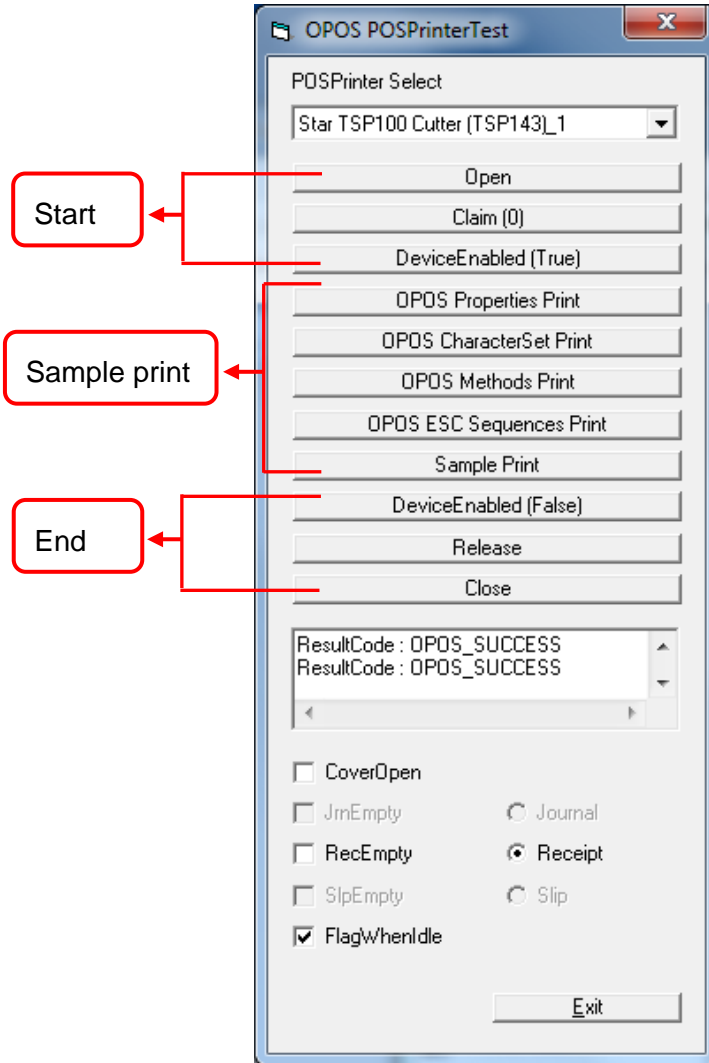 OPOS POSPrinterTest
POSPrinter Select
Star TSP100 Cutter (TSP143)_1
Open
Start
Claim (0)
DeviceEnabled (True)
OPOS Properties Print
OPOS CharacterSet Print
Sample print
OPOS Methods Print
OPOS ESC Sequences Print
Sample Print
DeviceEnabled (False)
End
Release
Close
ResultCode : OPOS_SUCCESS
ResultCode : OPOS_SUCCESS
CoverOpen
JrnEmpty Journal
RecEmpty Receipt
SlpEmpty Slip
FlagWhenIdle
Exit